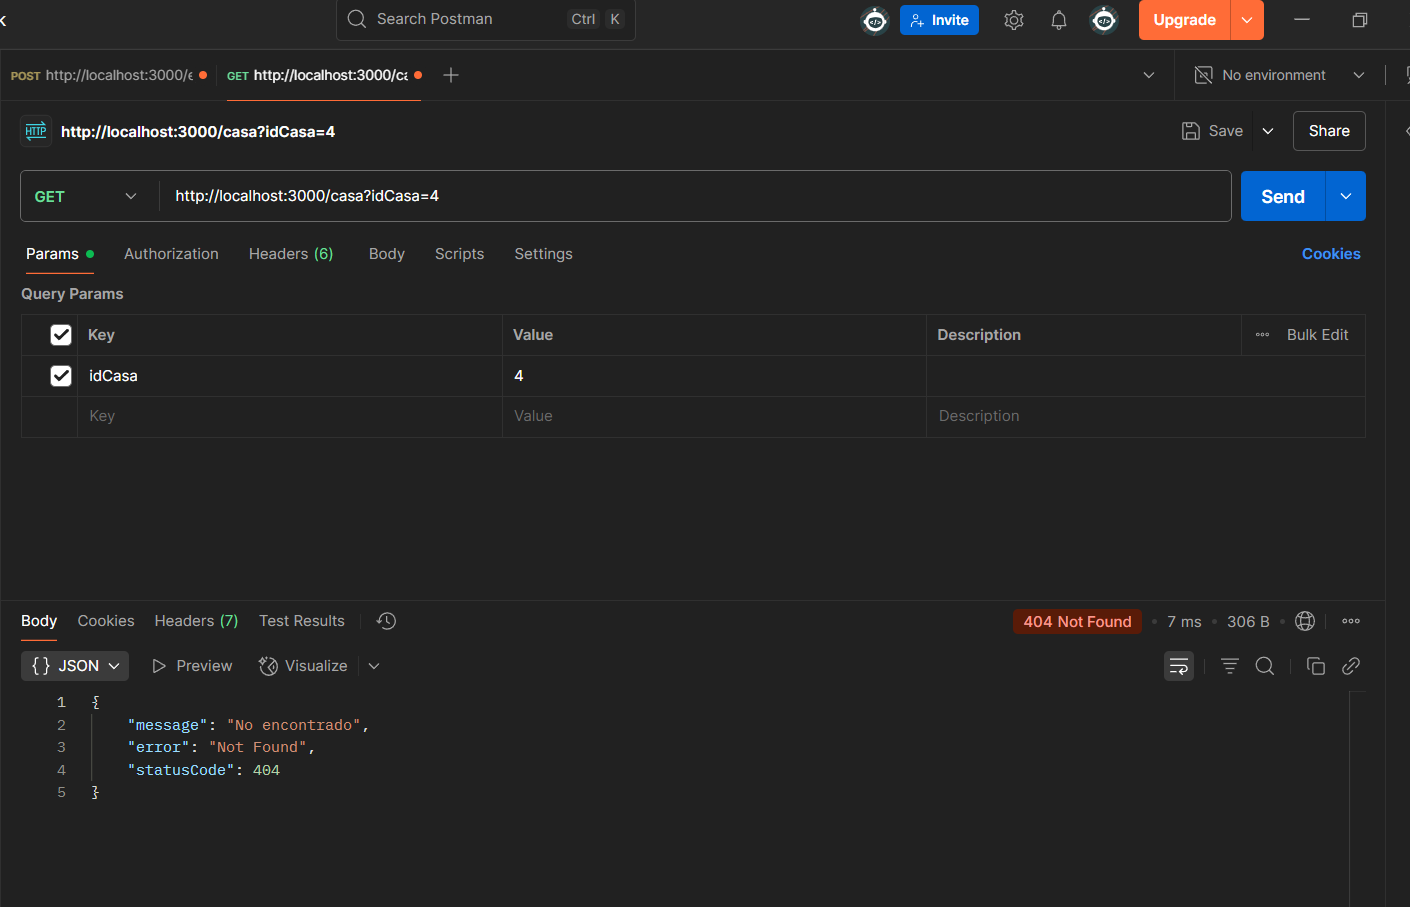 Search Postman Ctrl K Invite Upgrade
POST http://localhost:3000/ GET http://localhost:3000/ca No environment
HTTP http://localhost:3000/casa?idCasa=4 Save Share
GET http://localhost:3000/casa?idCasa=4 Send
Params Authorization Headers (6) Body Scripts Settings Cookies
Query Params
Key Value Description Bulk Edit
idCasa 4
Key Value Description
Body Cookies Headers (7) Test Results 404 Not Found • 7 ms • 306 B
{} JSON Preview Visualize
1 {
2 "message": "No encontrado",
3 "error": "Not Found",
4 "statusCode": 404
5 }